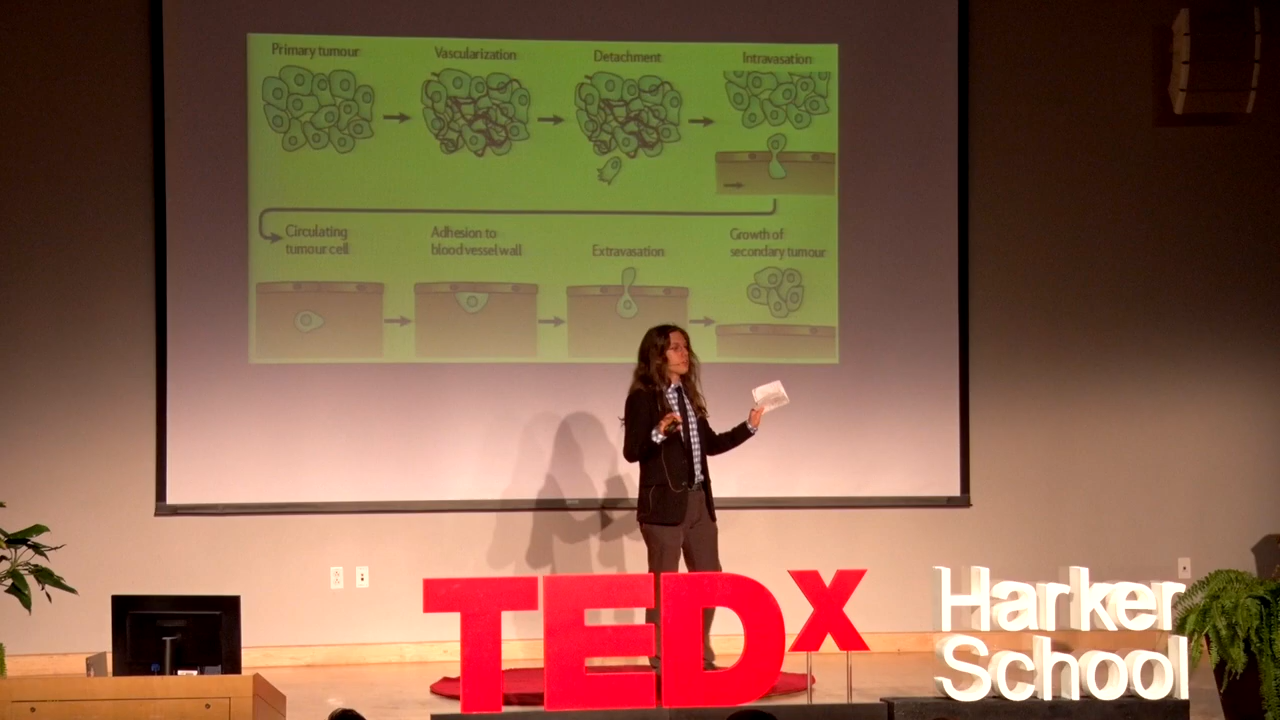 Primary tumour
Vascularization
Detachment
Intravasation
Circulating
tumour cell
Adhesion to
blood vessel wall
Extravasation
Growth of
secondary tumour
TEDx
Harker
School